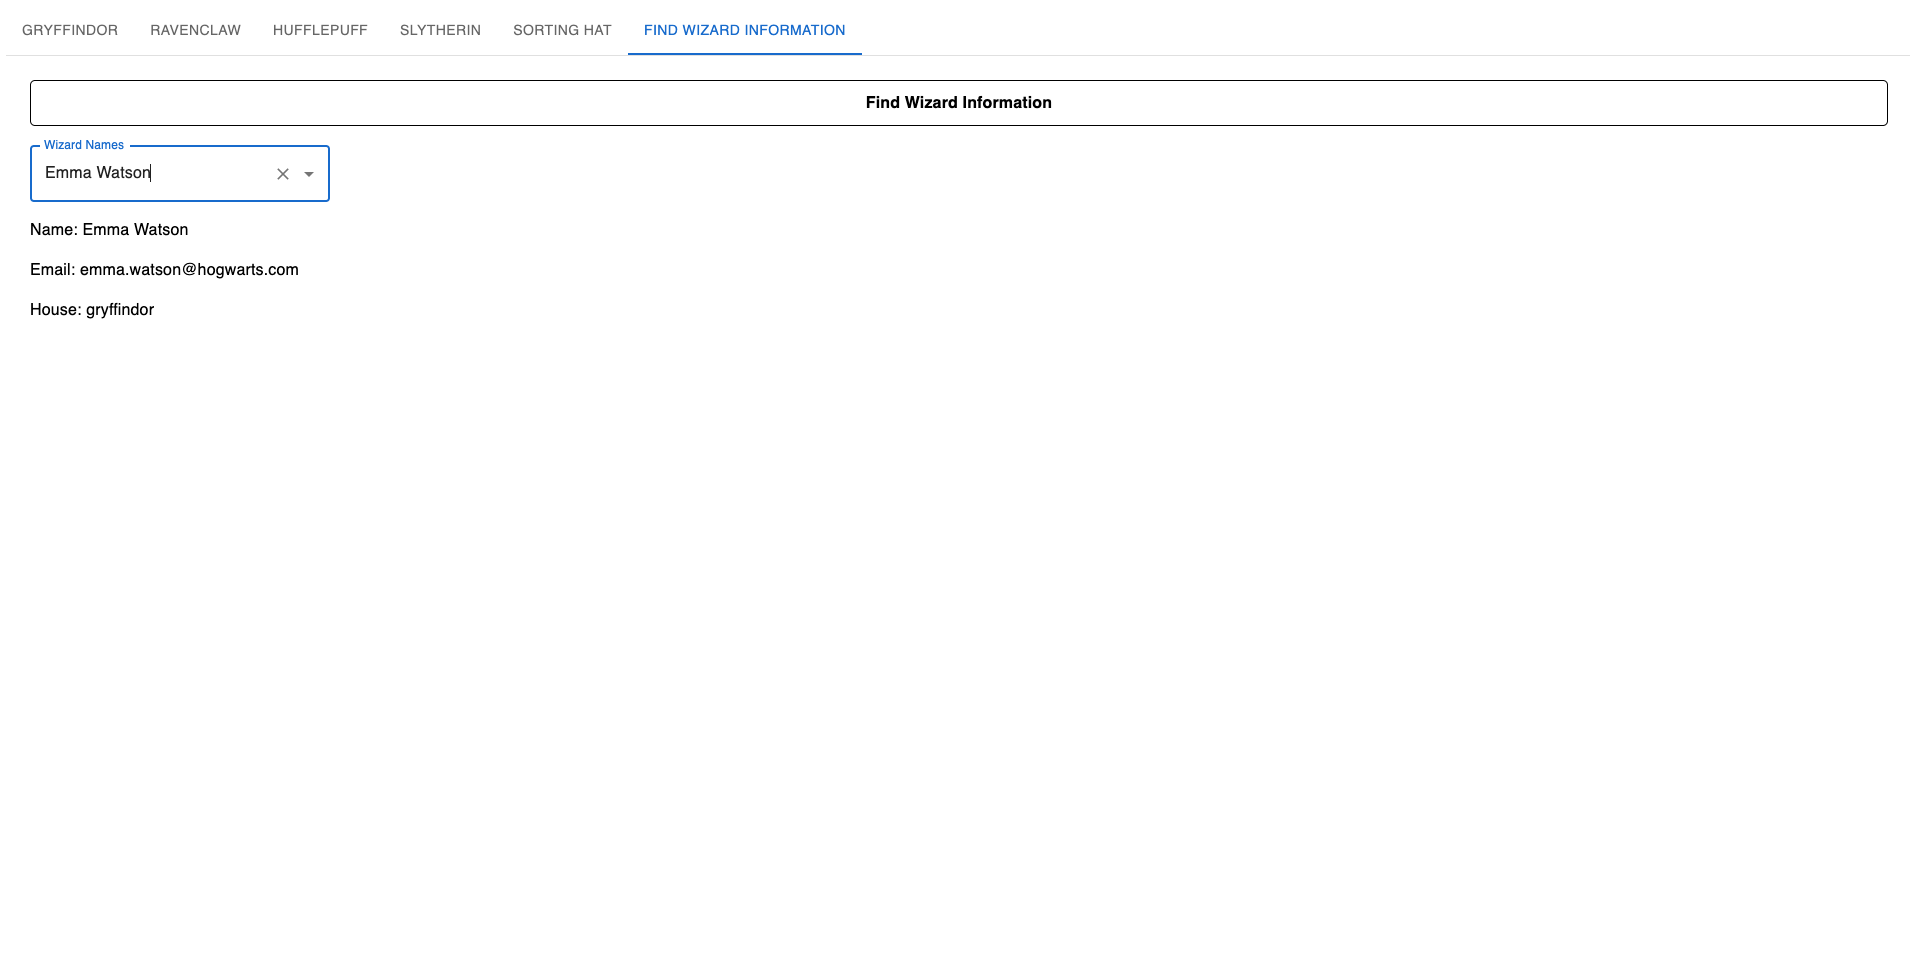 GRYFFINDOR RAVENCLAW HUFFLEPUFF SLYTHERIN SORTING HAT FIND WIZARD INFORMATION
Find Wizard Information
Wizard Names
Emma Watson
Name: Emma Watson
Email: emma.watson@hogwarts.com
House: gryffindor